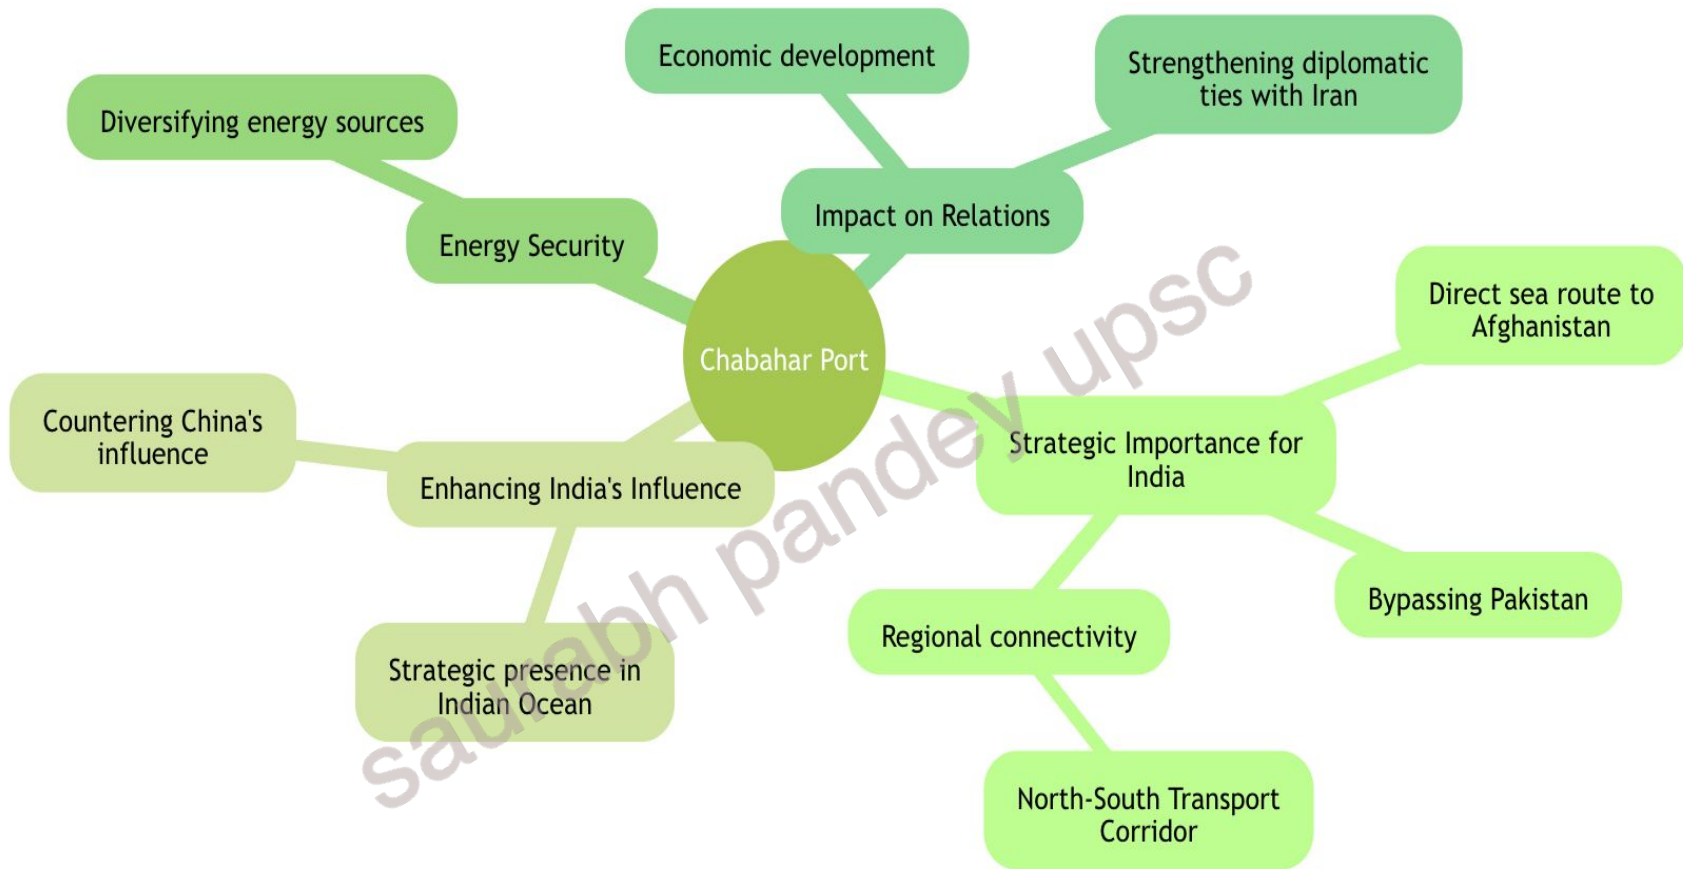 Economic development
Strengthening diplomatic
ties with Iran
Diversifying energy sources
Impact on Relations
Energy Security
Direct sea route to
Afghanistan
Chabahar Port
Countering China's
influence
Strategic Importance for
India
Enhancing India's Influence
Bypassing Pakistan
Regional connectivity
Strategic presence in
Indian Ocean
North-South Transport
Corridor
saurabh pandey upsc